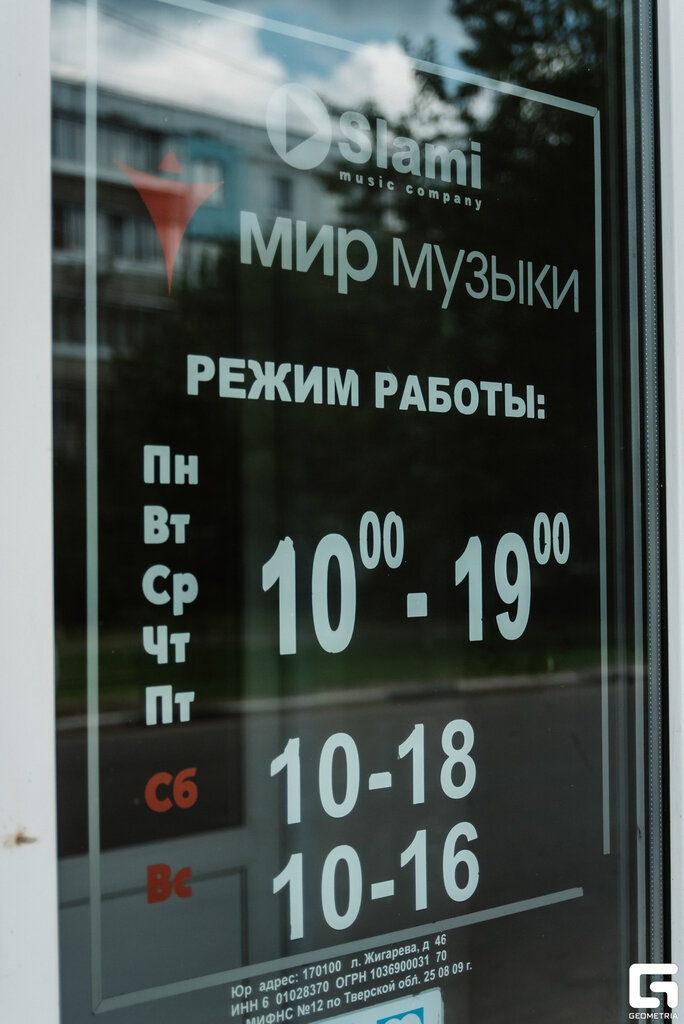 Slami
music company
мир музыки
РЕЖИМ РАБОТЫ:
Пн
Вт
Ср
Чт
Пт
10⁰⁰ - 19⁰⁰
Сб 10-18
Вс 10-16
Юр адрес: 170100 л. Жигарева, д 46
ИНН 6 01028370 ОГРН 1036900031 70
МИФНС №12 по Тверской обл. 25 08 09 г.
GEOMETRIA